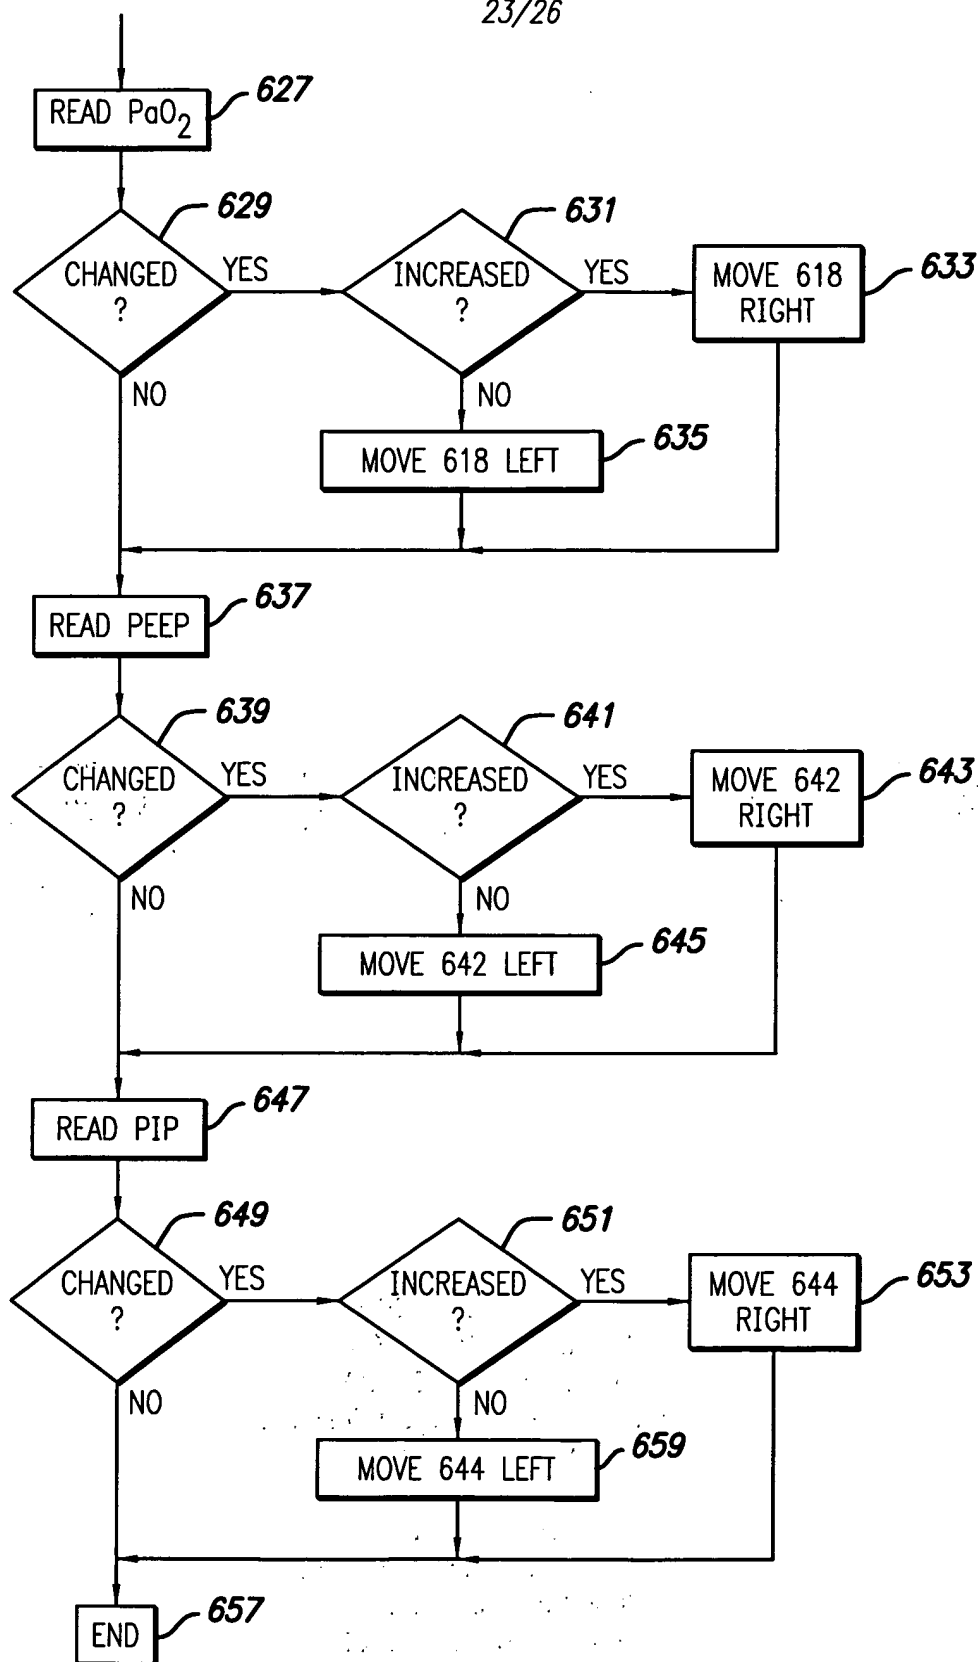 23/26
READ PaO2
627
CHANGED
?
629
YES
NO
INCREASED
?
631
YES
NO
MOVE 618
RIGHT
633
MOVE 618 LEFT
635
READ PEEP
637
CHANGED
?
639
YES
NO
INCREASED
?
641
YES
NO
MOVE 642
RIGHT
643
MOVE 642 LEFT
645
READ PIP
647
CHANGED
?
649
YES
NO
INCREASED
?
651
YES
NO
MOVE 644
RIGHT
653
MOVE 644 LEFT
659
END
657